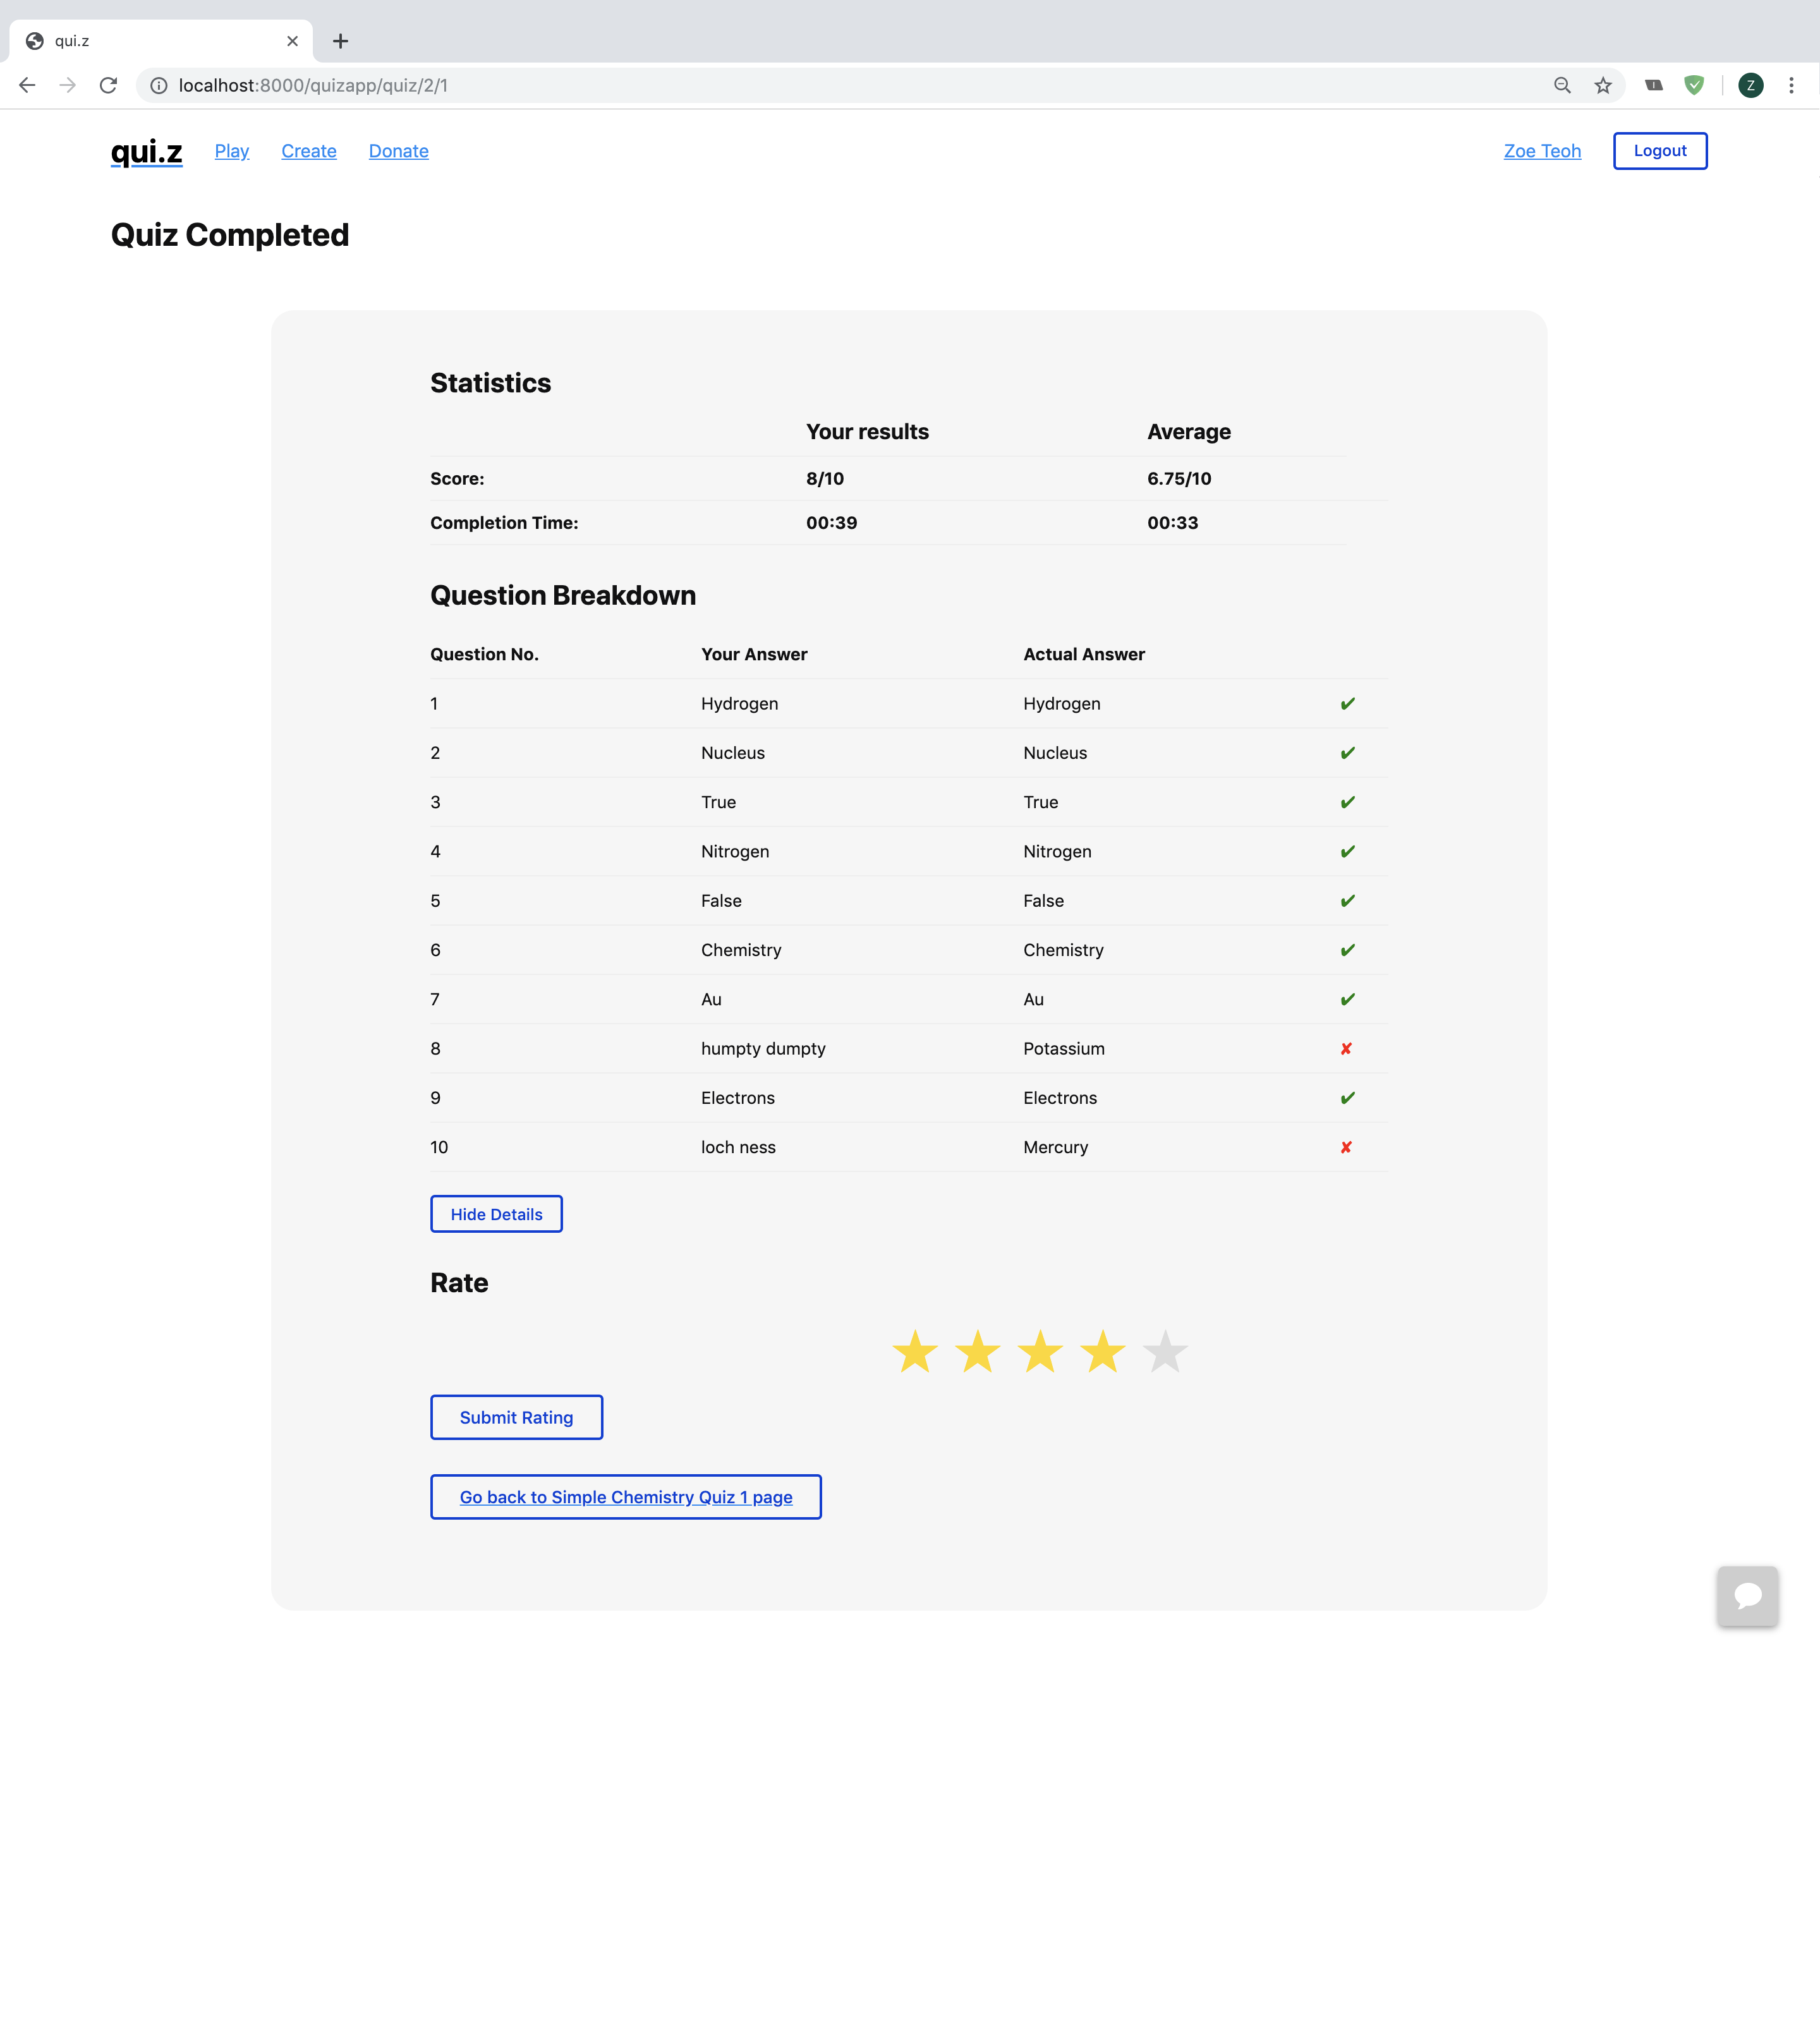 qui.z
localhost:8000/quizapp/quiz/2/1
Z
qui.z Play Create Donate Zoe Teoh Logout
Quiz Completed
Statistics
Your results Average
Score: 8/10 6.75/10
Completion Time: 00:39 00:33
Question Breakdown
Question No. Your Answer Actual Answer
1 Hydrogen Hydrogen ✔
2 Nucleus Nucleus ✔
3 True True ✔
4 Nitrogen Nitrogen ✔
5 False False ✔
6 Chemistry Chemistry ✔
7 Au Au ✔
8 humpty dumpty Potassium ✘
9 Electrons Electrons ✔
10 loch ness Mercury ✘
Hide Details
Rate
Submit Rating
Go back to Simple Chemistry Quiz 1 page